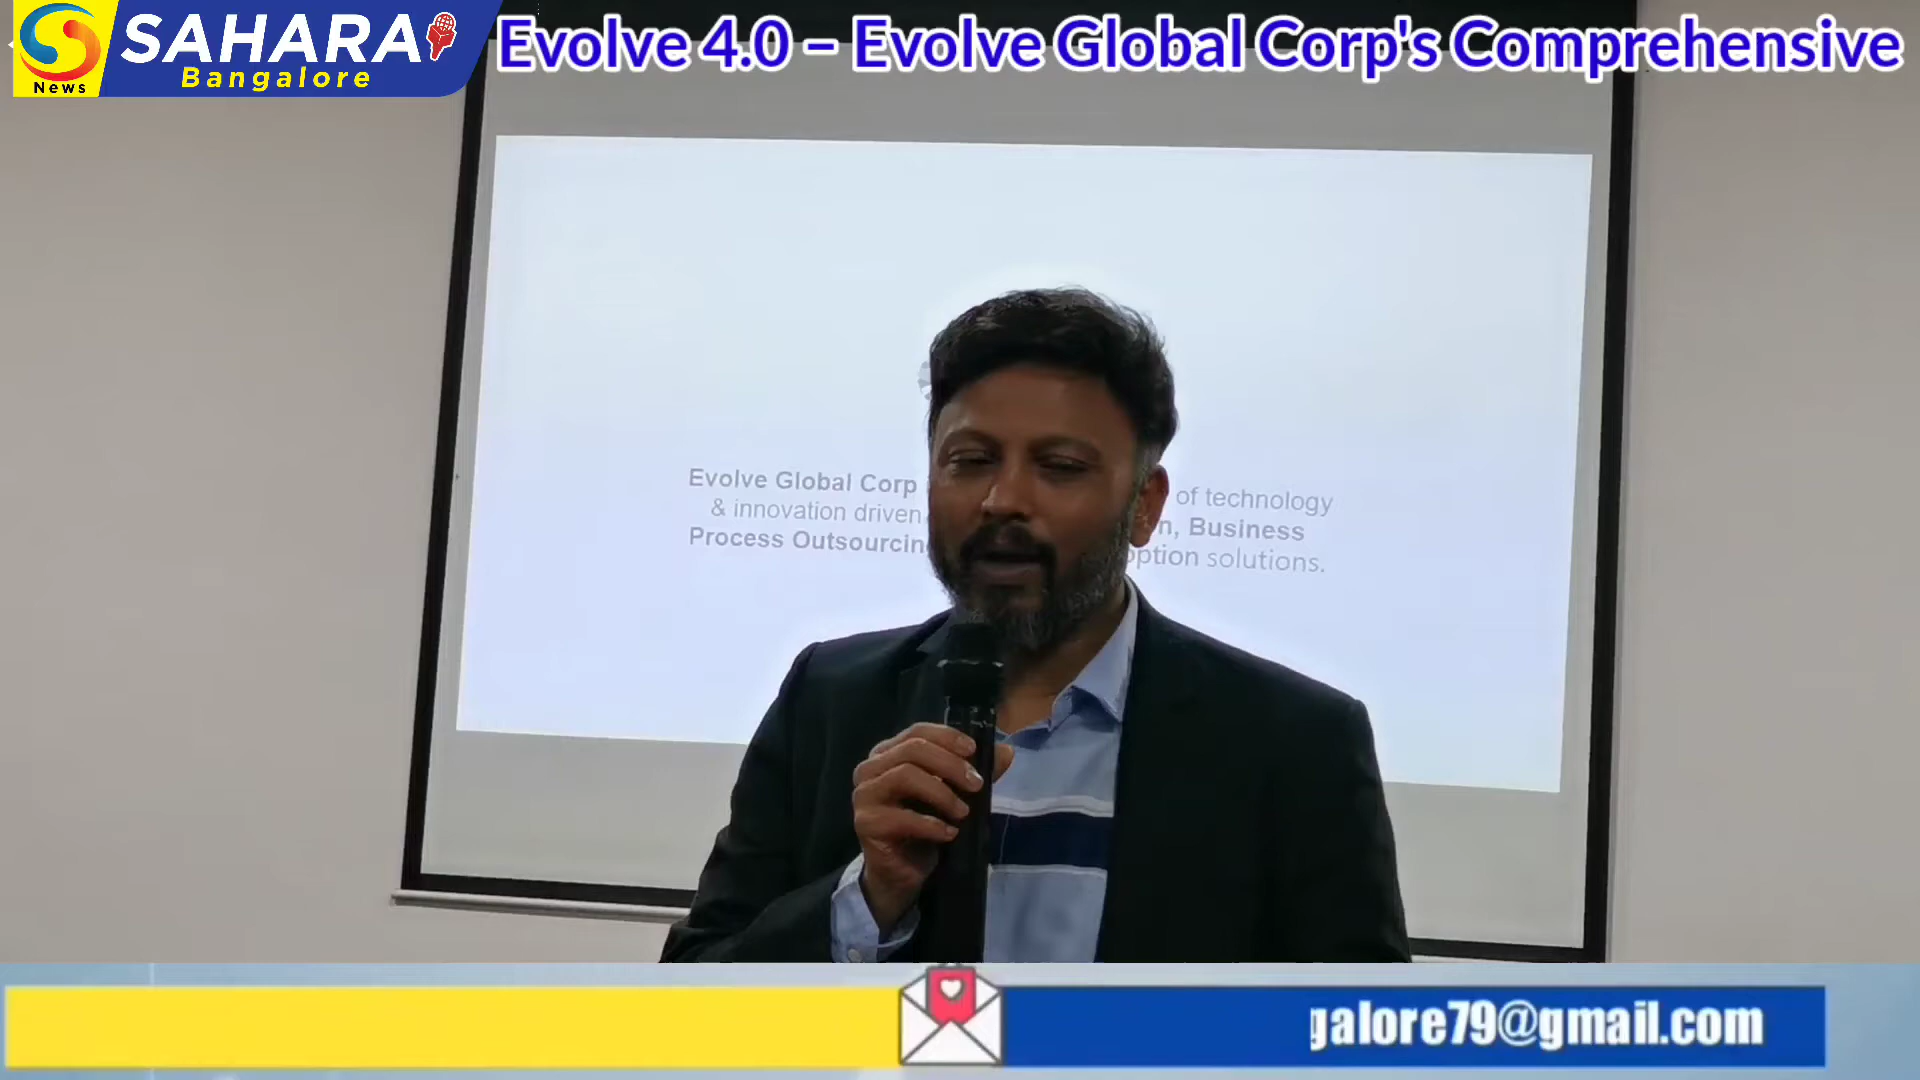 SAHARA
News
Bangalore
Evolve 4.0 – Evolve Global Corp's Comprehensive
Evolve Global Corp
of technology
& innovation driven
Business
Process Outsourcin
solutions.
galore79@gmail.com